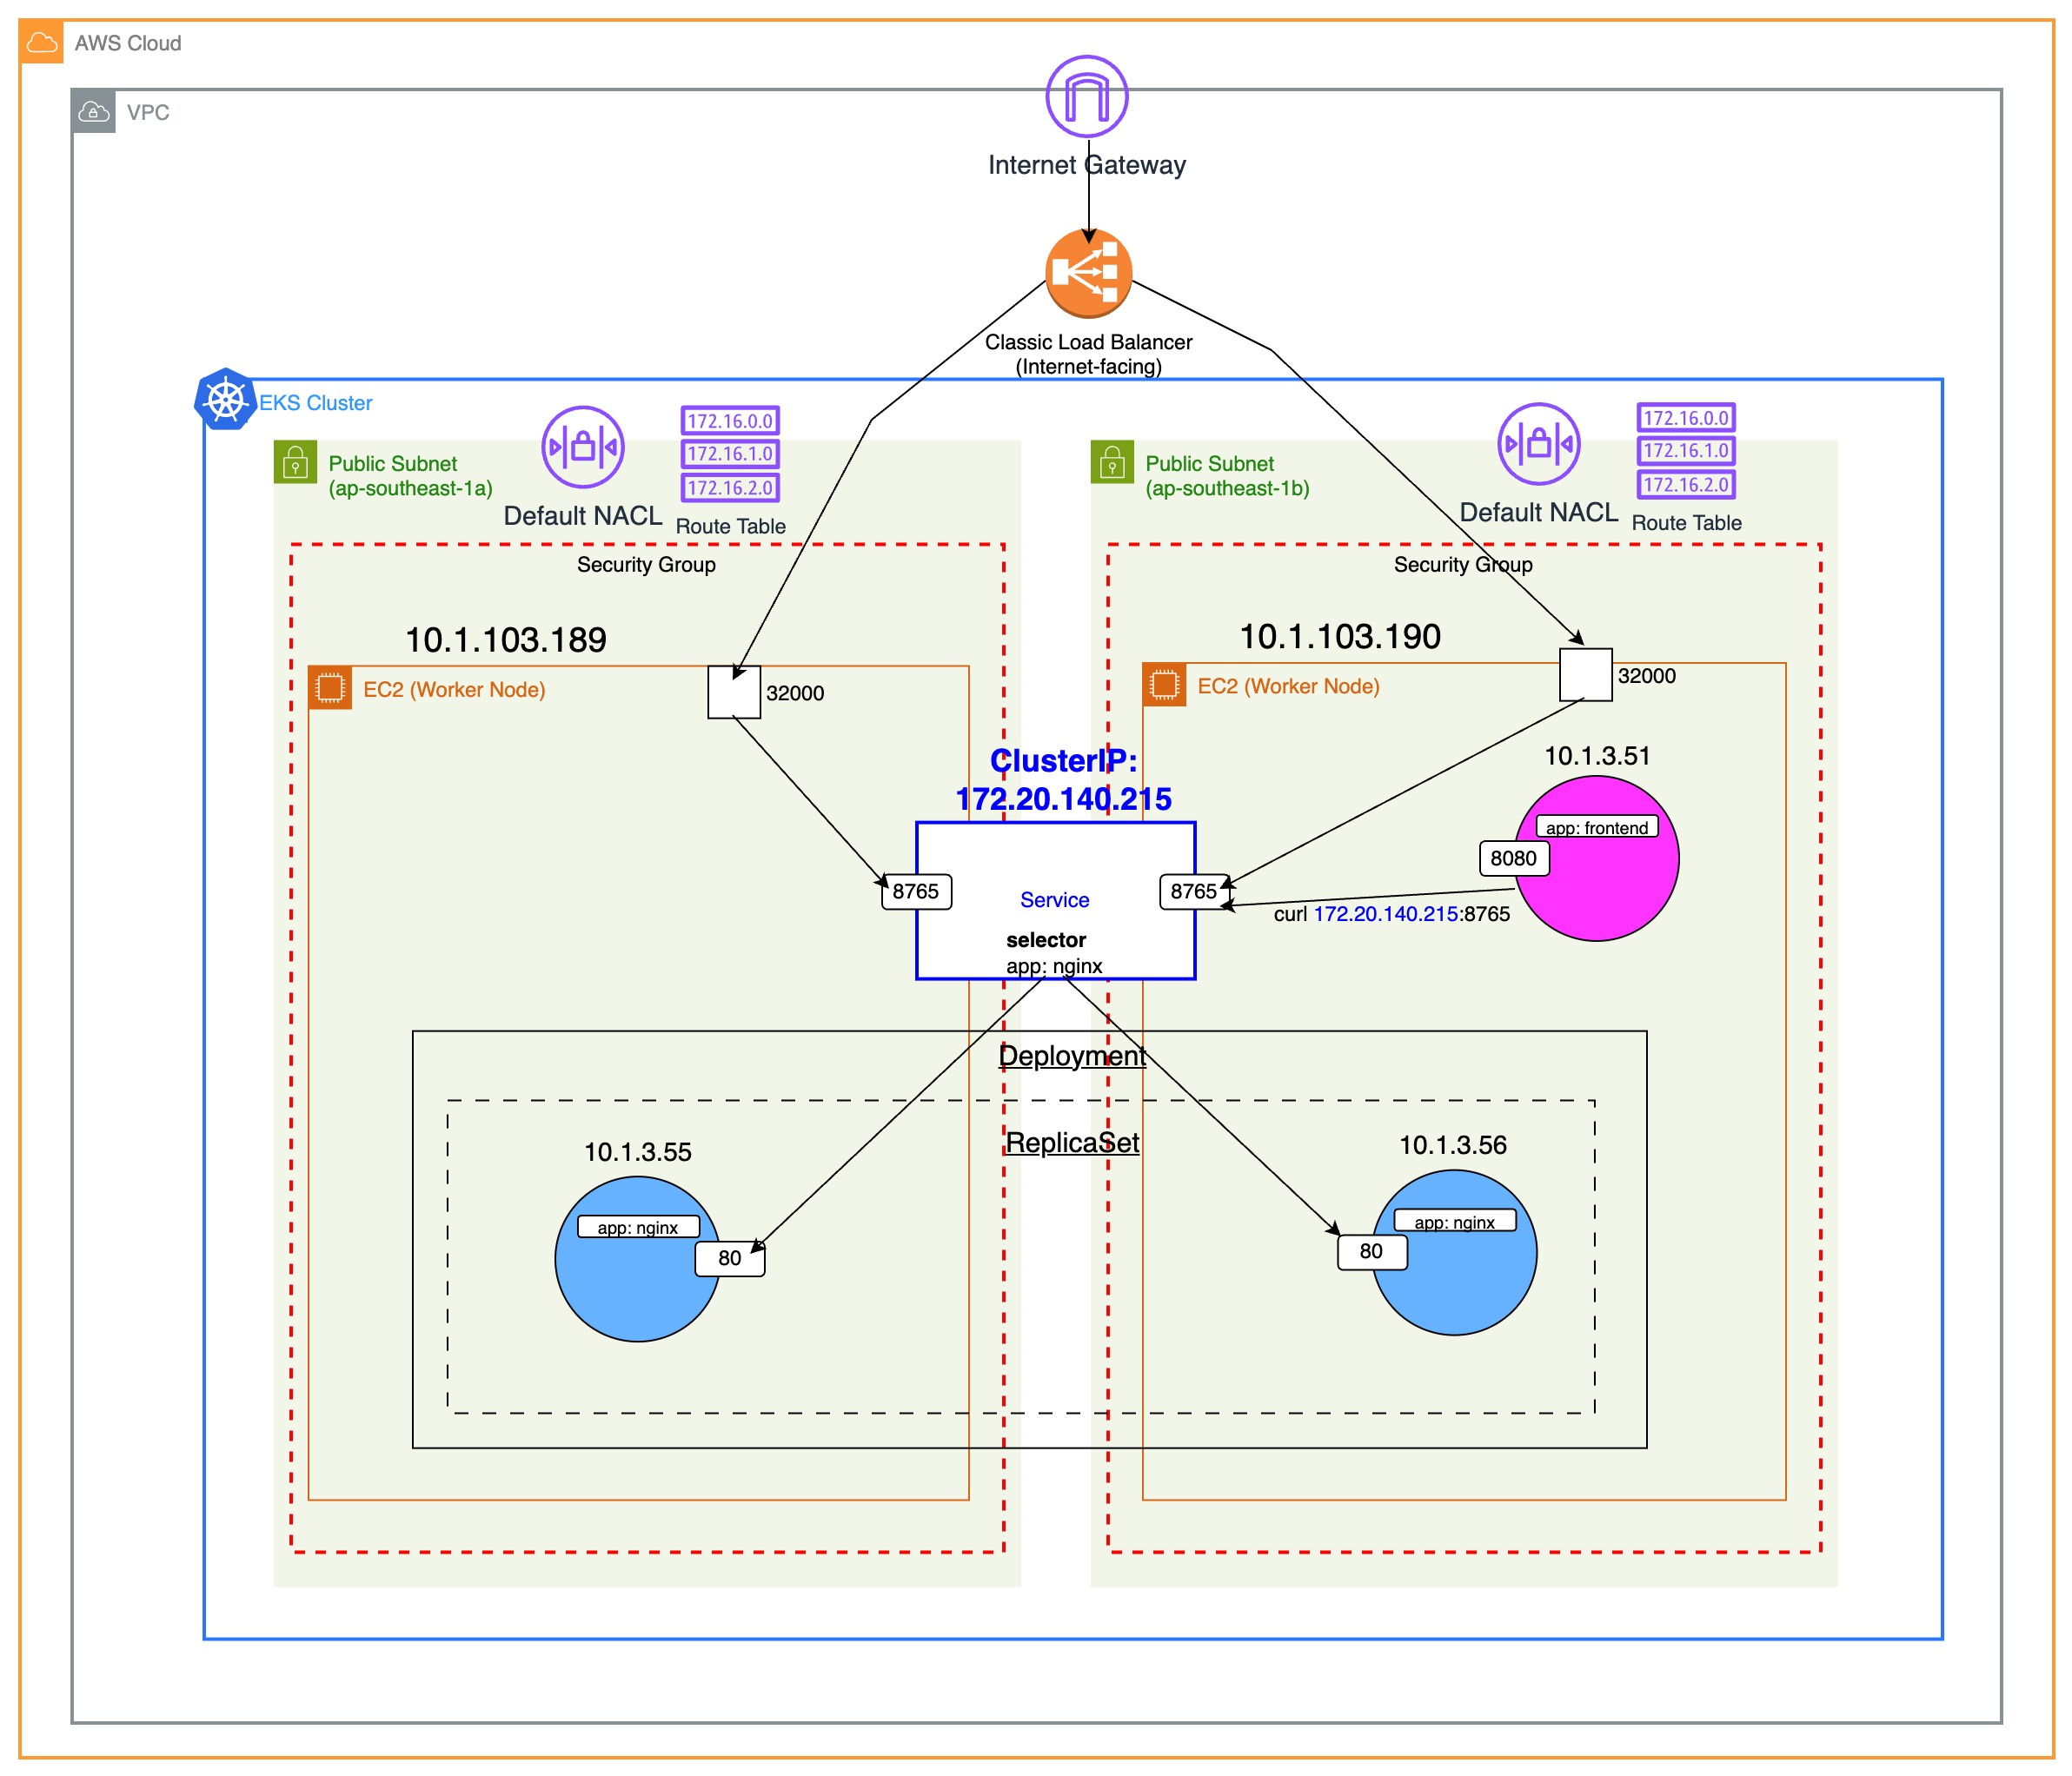 AWS Cloud
VPC
Internet Gateway
Classic Load Balancer
(Internet-facing)
EKS Cluster
Public Subnet
(ap-southeast-1a)
Default NACL
172.16.0.0
172.16.1.0
172.16.2.0
Route Table
Public Subnet
(ap-southeast-1b)
Default NACL
172.16.0.0
172.16.1.0
172.16.2.0
Route Table
Security Group
Security Group
10.1.103.189
10.1.103.190
EC2 (Worker Node)
32000
EC2 (Worker Node)
32000
ClusterIP:
172.20.140.215
10.1.3.51
app: frontend
8080
8765
Service
8765
curl 172.20.140.215:8765
selector
app: nginx
Deployment
ReplicaSet
10.1.3.55
app: nginx
80
10.1.3.56
app: nginx
80